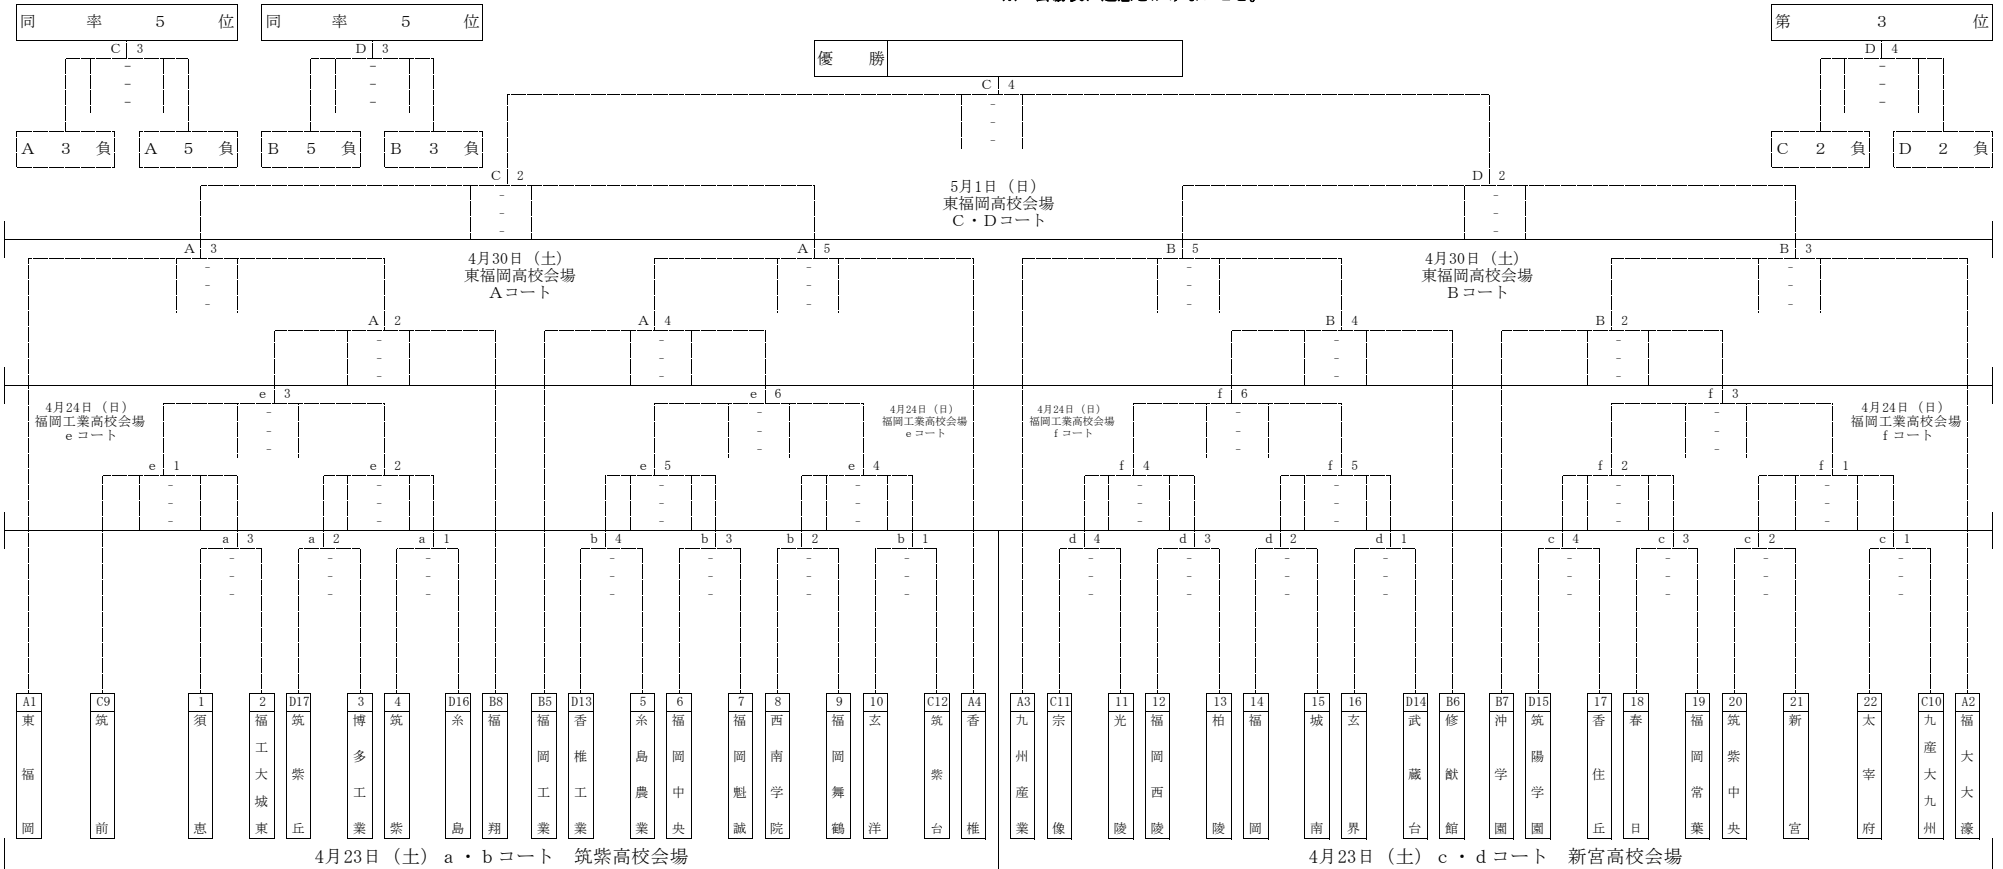 同率5位
同率5位
第3位
C 3
D 3
D 4
優勝
C 4
A 3 負
A 5 負
B 5 負
B 3 負
C 2 負
D 2 負
C 2
D 2
5月1日（日）
東福岡高校会場
C・Dコート
A 3
A 5
B 5
B 3
4月30日（土）
東福岡高校会場
Aコート
4月30日（土）
東福岡高校会場
Bコート
A 2
A 4
B 4
B 2
e 3
e 6
f 6
f 3
4月24日（日）
福岡工業高校会場
eコート
4月24日（日）
福岡工業高校会場
eコート
4月24日（日）
福岡工業高校会場
fコート
4月24日（日）
福岡工業高校会場
fコート
e 1
e 2
e 5
e 4
f 4
f 5
f 2
f 1
a 3
a 2
a 1
b 4
b 3
b 2
b 1
d 4
d 3
d 2
d 1
c 4
c 3
c 2
c 1
A1 東福岡
C9 筑前
1 須恵
2 福工大城東
D17 筑紫丘
3 博多工業
4 筑紫
D16 糸島
B8 福翔
B5 福岡工業
D13 香椎工業
5 糸島農業
6 福岡中央
7 福岡魁誠
8 西南学院
9 福岡舞鶴
10 玄洋
C12 筑紫台
A4 香椎
A3 九州産業
C11 宗像
11 光陵
12 福岡西陵
13 柏陵
14 福岡
15 城南
16 玄界
D14 武蔵台
B6 修猷館
B7 沖学園
D15 筑陽学園
17 香住丘
18 春日
19 福岡常葉
20 筑紫中央
21 新宮
22 太宰府
C10 九産大九州
A2 福大大濠
4月23日（土）a・bコート　筑紫高校会場
4月23日（土）c・dコート　新宮高校会場